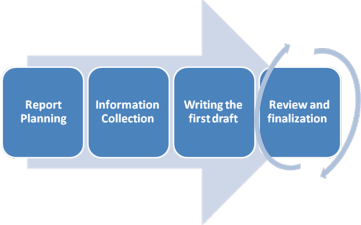 Report
Planning
Information
Collection
Writing the
first draft
Review and
finalization